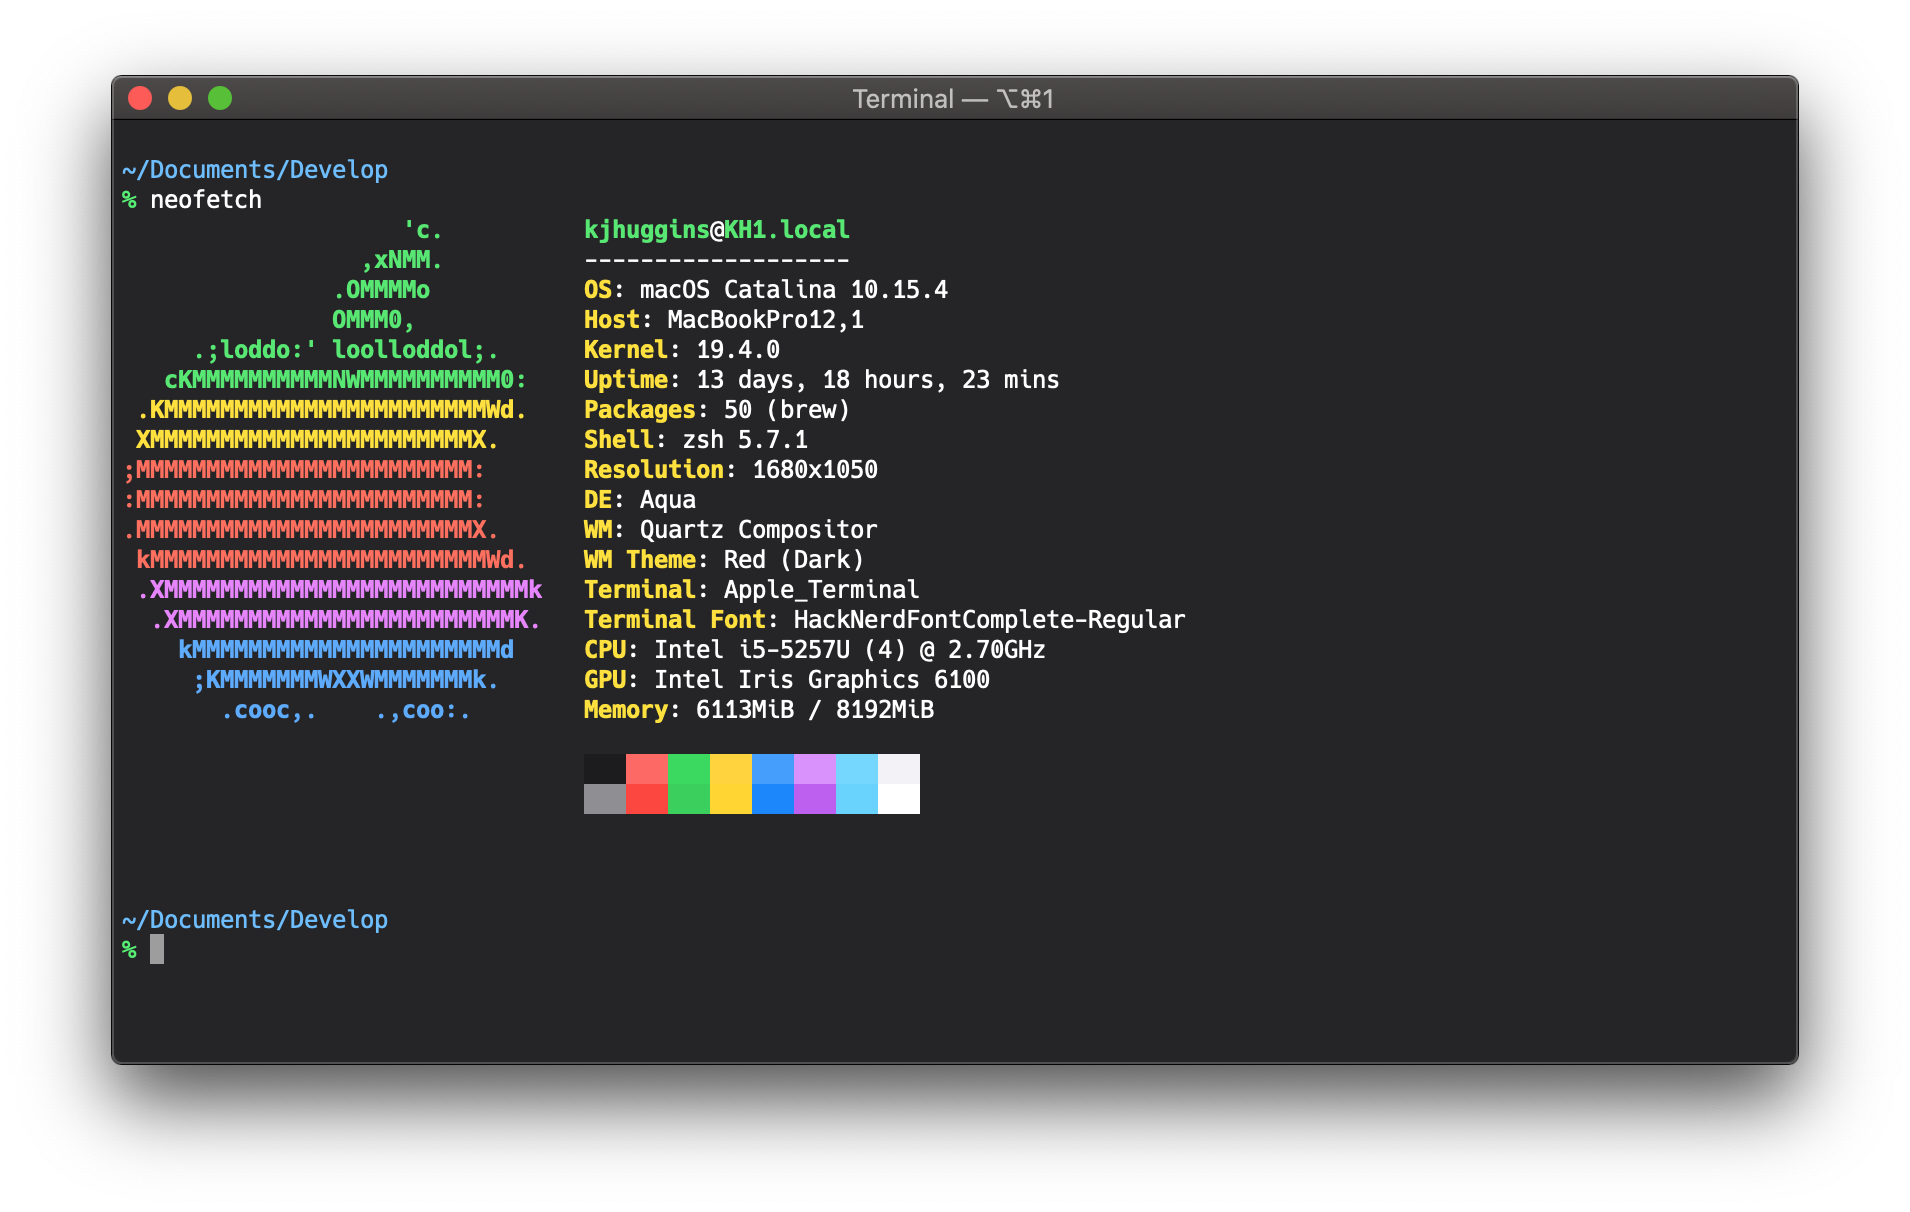 Terminal — ⌥⌘1
~/Documents/Develop
% neofetch
                    'c.          kjhuggins@KH1.local
                 ,xNMM.          -------------------
               .OMMMMo           OS: macOS Catalina 10.15.4
               OMMM0,            Host: MacBookPro12,1
     .;loddo:' loolloddol;.      Kernel: 19.4.0
   cKMMMMMMMMMMNWMMMMMMMMMM0:    Uptime: 13 days, 18 hours, 23 mins
 .KMMMMMMMMMMMMMMMMMMMMMMMWd.    Packages: 50 (brew)
 XMMMMMMMMMMMMMMMMMMMMMMMX.      Shell: zsh 5.7.1
;MMMMMMMMMMMMMMMMMMMMMMMM:       Resolution: 1680x1050
:MMMMMMMMMMMMMMMMMMMMMMMM:       DE: Aqua
.MMMMMMMMMMMMMMMMMMMMMMMMX.      WM: Quartz Compositor
 kMMMMMMMMMMMMMMMMMMMMMMMMWd.    WM Theme: Red (Dark)
 .XMMMMMMMMMMMMMMMMMMMMMMMMMMk   Terminal: Apple_Terminal
  .XMMMMMMMMMMMMMMMMMMMMMMMMK.   Terminal Font: HackNerdFontComplete-Regular
    kMMMMMMMMMMMMMMMMMMMMMMd     CPU: Intel i5-5257U (4) @ 2.70GHz
     ;KMMMMMMMWXXWMMMMMMMk.      GPU: Intel Iris Graphics 6100
       .cooc,.    .,coo:.        Memory: 6113MiB / 8192MiB
~/Documents/Develop
%